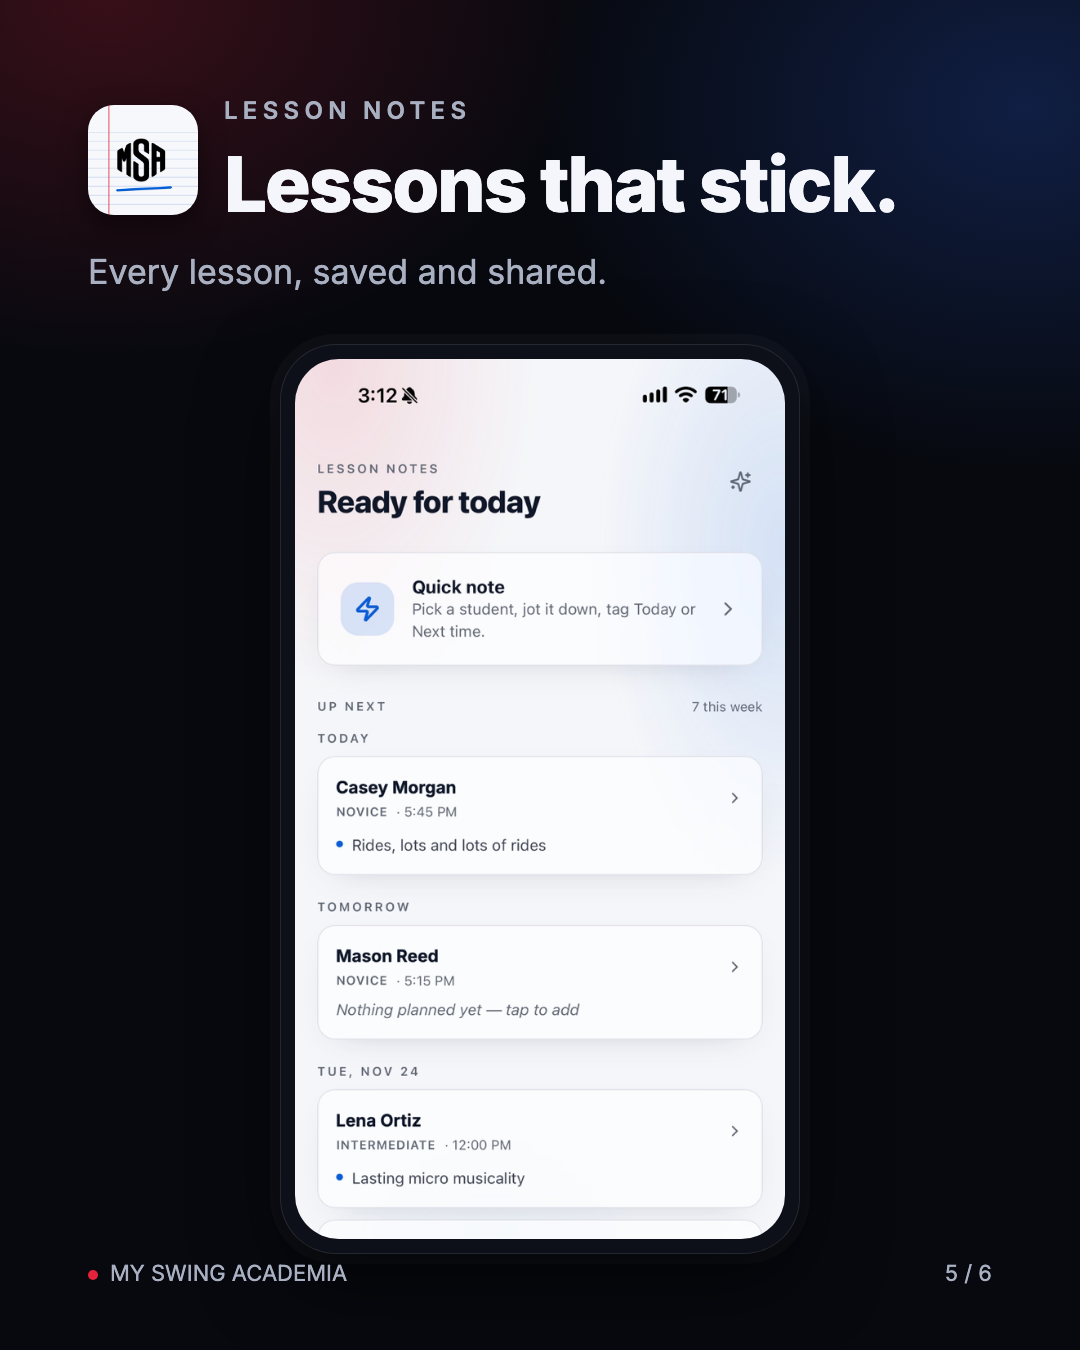 MSA
LESSON NOTES
Lessons that stick.
Every lesson, saved and shared.
3:12
71
LESSON NOTES
Ready for today
Quick note
Pick a student, jot it down, tag Today or
Next time.
UP NEXT
7 this week
TODAY
Casey Morgan
NOVICE · 5:45 PM
• Rides, lots and lots of rides
TOMORROW
Mason Reed
NOVICE · 5:15 PM
Nothing planned yet — tap to add
TUE, NOV 24
Lena Ortiz
INTERMEDIATE · 12:00 PM
• Lasting micro musicality
MY SWING ACADEMIA
5 / 6